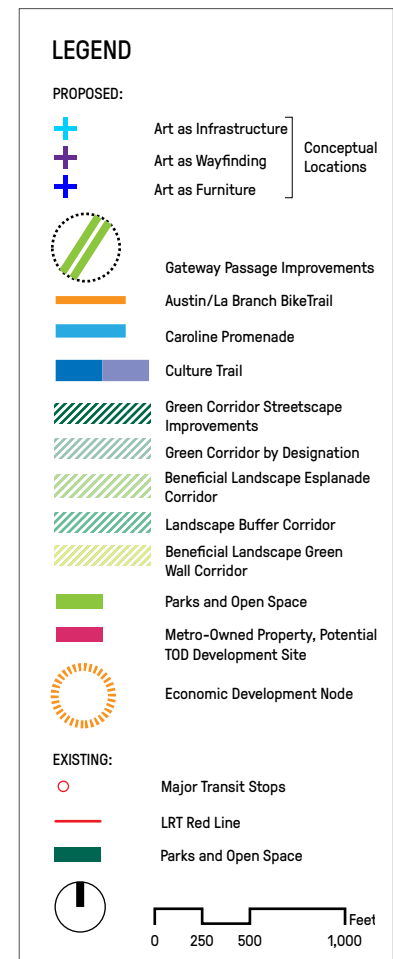 LEGEND
PROPOSED:
Art as Infrastructure
Art as Wayfinding
Art as Furniture
Conceptual
Locations
Gateway Passage Improvements
Austin/La Branch BikeTrail
Caroline Promenade
Culture Trail
Green Corridor Streetscape
Improvements
Green Corridor by Designation
Beneficial Landscape Esplanade
Corridor
Landscape Buffer Corridor
Beneficial Landscape Green
Wall Corridor
Parks and Open Space
Metro-Owned Property, Potential
TOD Development Site
Economic Development Node
EXISTING:
Major Transit Stops
LRT Red Line
Parks and Open Space
Feet
0 250 500 1,000